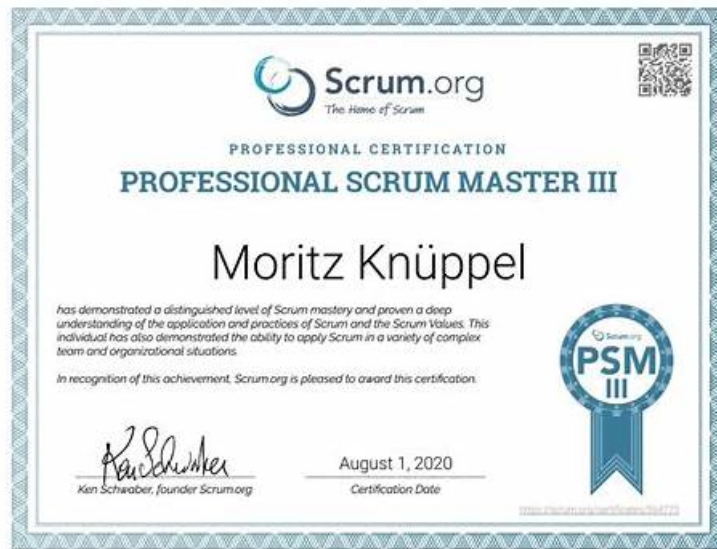 Scrum.org
The Home of Scrum
PROFESSIONAL CERTIFICATION
PROFESSIONAL SCRUM MASTER III
Moritz Knüppel
has demonstrated a distinguished level of Scrum mastery and proven a deep
understanding of the application and practices of Scrum and the Scrum Values. This
individual has also demonstrated the ability to apply Scrum in a variety of complex
team and organizational situations
In recognition of this achievement, Scrum.org is pleased to award this certification.
Scrum.org
PSM
III
Ken Schwaber
August 1, 2020
Ken Schwaber, founder Scrum.org
Certification Date